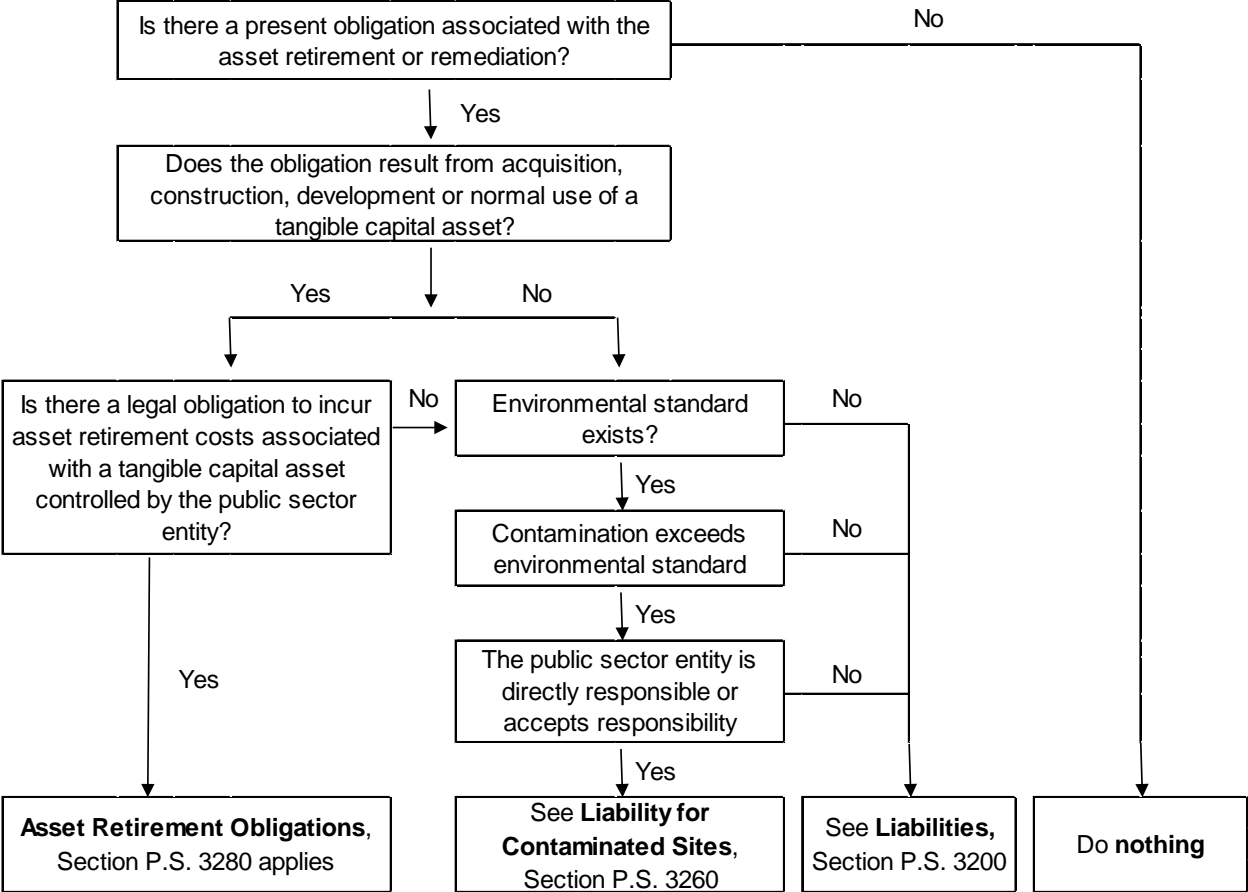 Is there a present obligation associated with the
asset retirement or remediation?
No
Yes
Does the obligation result from acquisition,
construction, development or normal use of a
tangible capital asset?
Yes
No
Is there a legal obligation to incur
asset retirement costs associated
with a tangible capital asset
controlled by the public sector
entity?
No
Environmental standard
exists?
No
Yes
Contamination exceeds
environmental standard
No
Yes
The public sector entity is
directly responsible or
accepts responsibility
No
Yes
Yes
Asset Retirement Obligations,
Section P.S. 3280 applies
See Liability for
Contaminated Sites,
Section P.S. 3260
See Liabilities,
Section P.S. 3200
Do nothing